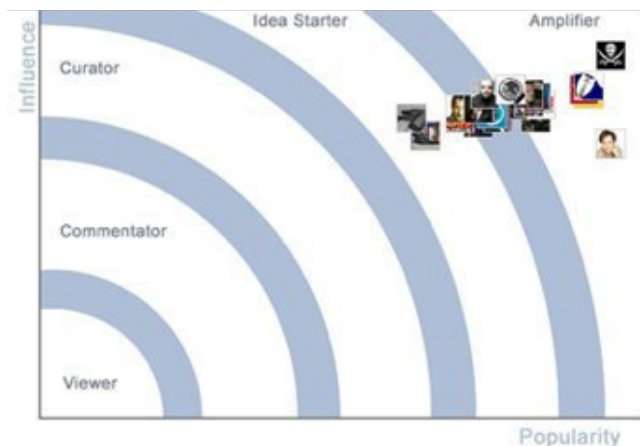 Idea Starter
Amplifier
Curator
Influence
Commentator
Viewer
Popularity